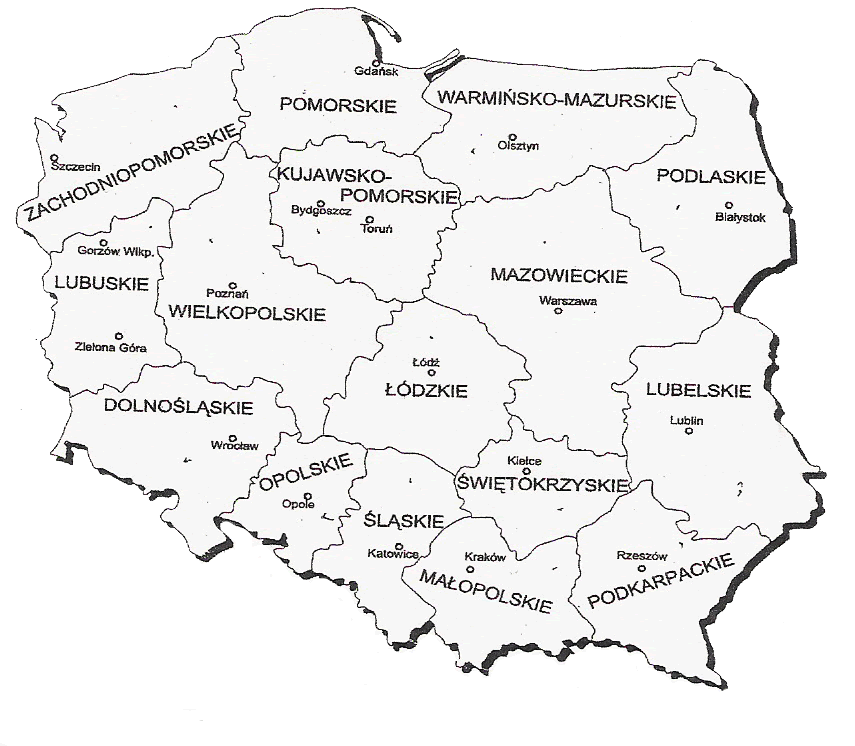 Gdańsk
POMORSKIE
WARMIŃSKO-MAZURSKIE
Olsztyn
Szczecin
ZACHODNIOPOMORSKIE
KUJAWSKO-
POMORSKIE
Bydgoszcz
Toruń
PODLASKIE
Białystok
Gorzów Wlkp.
LUBUSKIE
Zielona Góra
Poznań
WIELKOPOLSKIE
MAZOWIECKIE
Warszawa
Łódź
ŁÓDZKIE
LUBELSKIE
Lublin
DOLNOŚLĄSKIE
Wrocław
OPOLSKIE
Opole
Kielce
ŚWIĘTOKRZYSKIE
ŚLĄSKIE
Katowice
Kraków
MAŁOPOLSKIE
Rzeszów
PODKARPACKIE